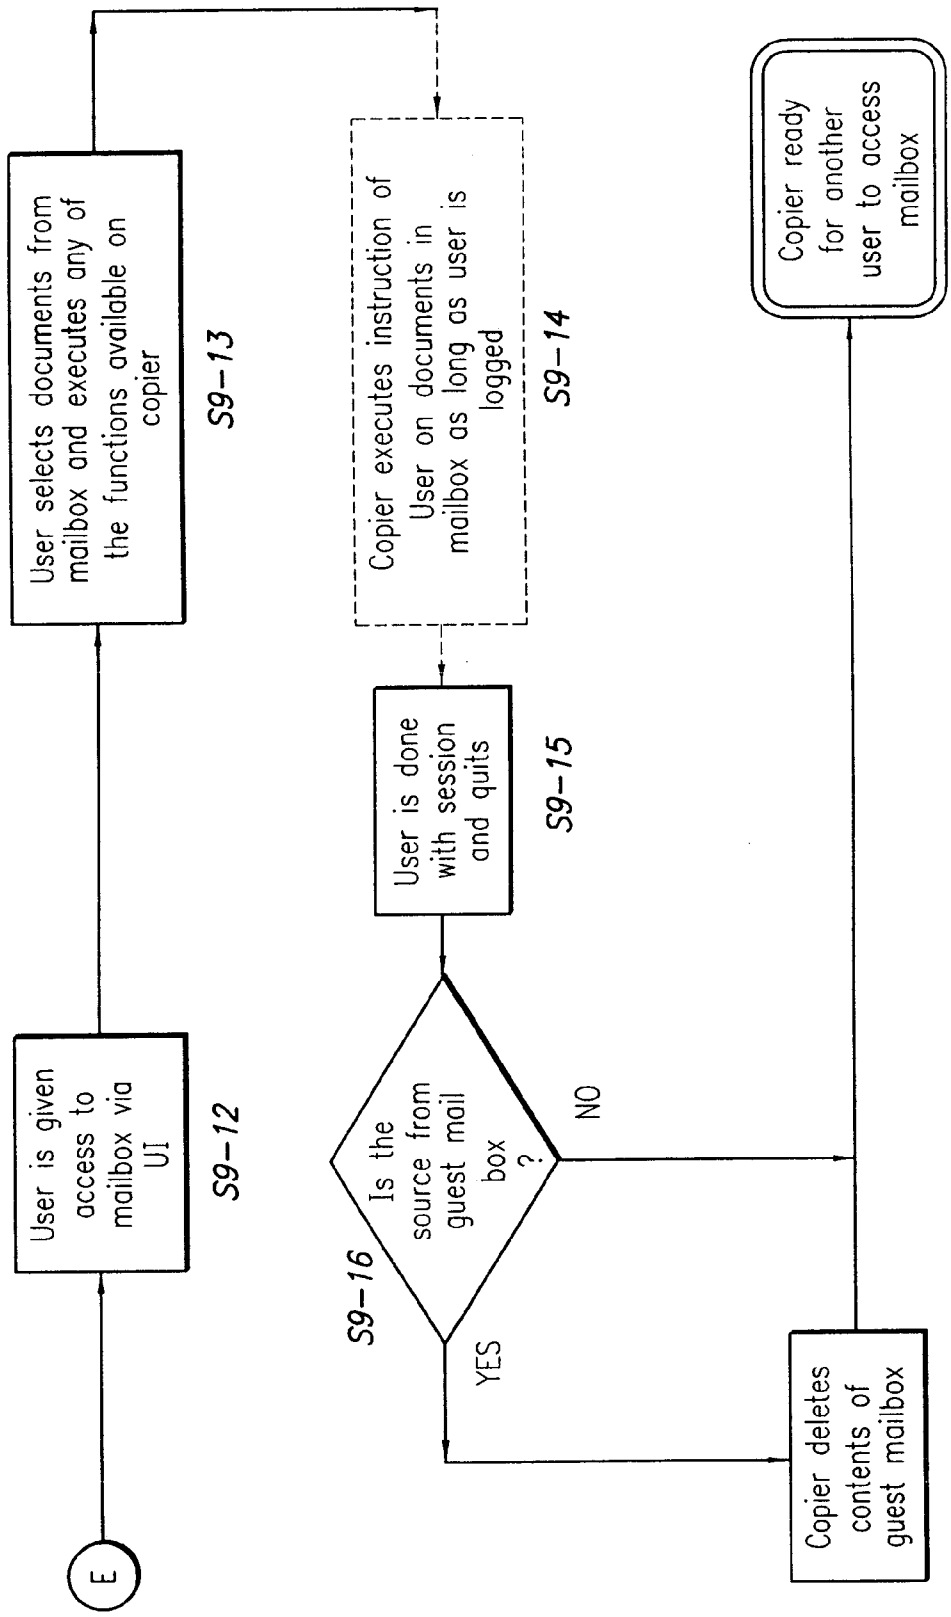 E
User is given
access to
mailbox via
UI
S9-12
User selects documents from
mailbox and executes any of
the functions available on
copier
S9-13
Copier executes instruction of
User on documents in
mailbox as long as user is
logged
S9-14
User is done
with session
and quits
S9-15
S9-16
Is the
source from
guest mail
box
?
YES
NO
Copier deletes
contents of
guest mailbox
Copier ready
for another
user to access
mailbox